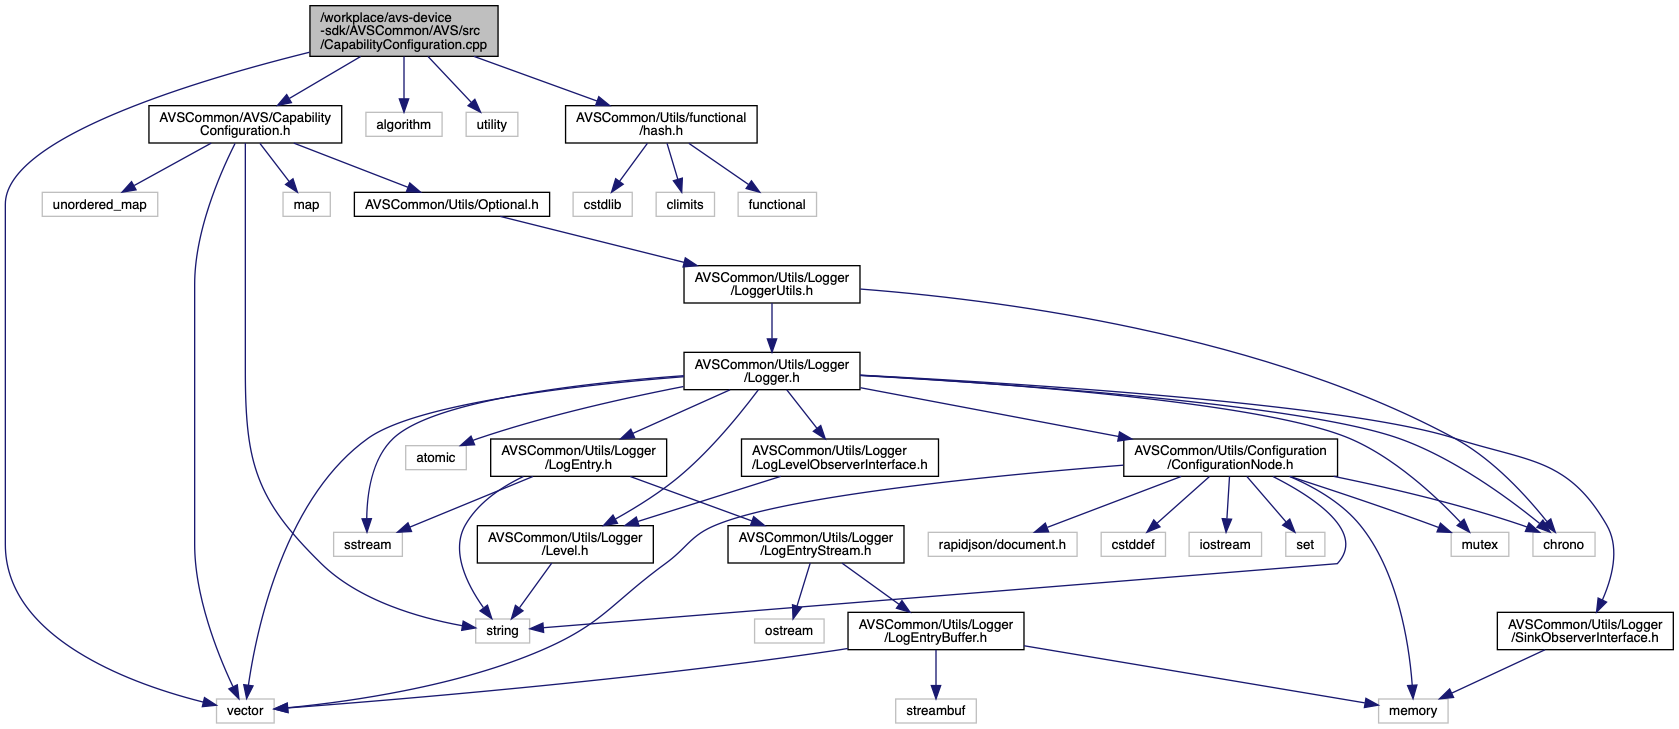 /workplace/avs-device
-sdk/AVSCommon/AVS/src
/CapabilityConfiguration.cpp
AVSCommon/AVS/Capability
Configuration.h
algorithm
utility
AVSCommon/Utils/functional
/hash.h
unordered_map
map
AVSCommon/Utils/Optional.h
cstdlib
climits
functional
AVSCommon/Utils/Logger
/LoggerUtils.h
AVSCommon/Utils/Logger
/Logger.h
atomic
AVSCommon/Utils/Logger
/LogEntry.h
AVSCommon/Utils/Logger
/LogLevelObserverInterface.h
AVSCommon/Utils/Configuration
/ConfigurationNode.h
sstream
AVSCommon/Utils/Logger
/Level.h
AVSCommon/Utils/Logger
/LogEntryStream.h
rapidjson/document.h
cstddef
iostream
set
mutex
chrono
string
ostream
AVSCommon/Utils/Logger
/LogEntryBuffer.h
AVSCommon/Utils/Logger
/SinkObserverInterface.h
vector
streambuf
memory